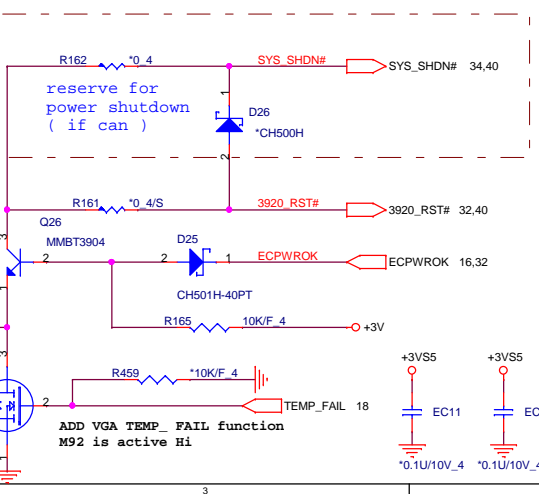 R162 *0_4 SYS_SHDN# SYS_SHDN# 34,40
reserve for
power shutdown
( if can )
1
D26
*CH500H
2
R161 *0_4/S 3920_RST# 3920_RST# 32,40
Q26
MMBT3904
3
D25
2 2 1 ECPWROK ECPWROK 16,32
1
CH501H-40PT
R165 10K/F_4 +3V
3
+3VS5 +3VS5
R459 *10K/F_4
2 TEMP_FAIL 18
EC11 EC
ADD VGA TEMP_ FAIL function
M92 is active Hi
1
*0.1U/10V_4 *0.1U/10V_4
3